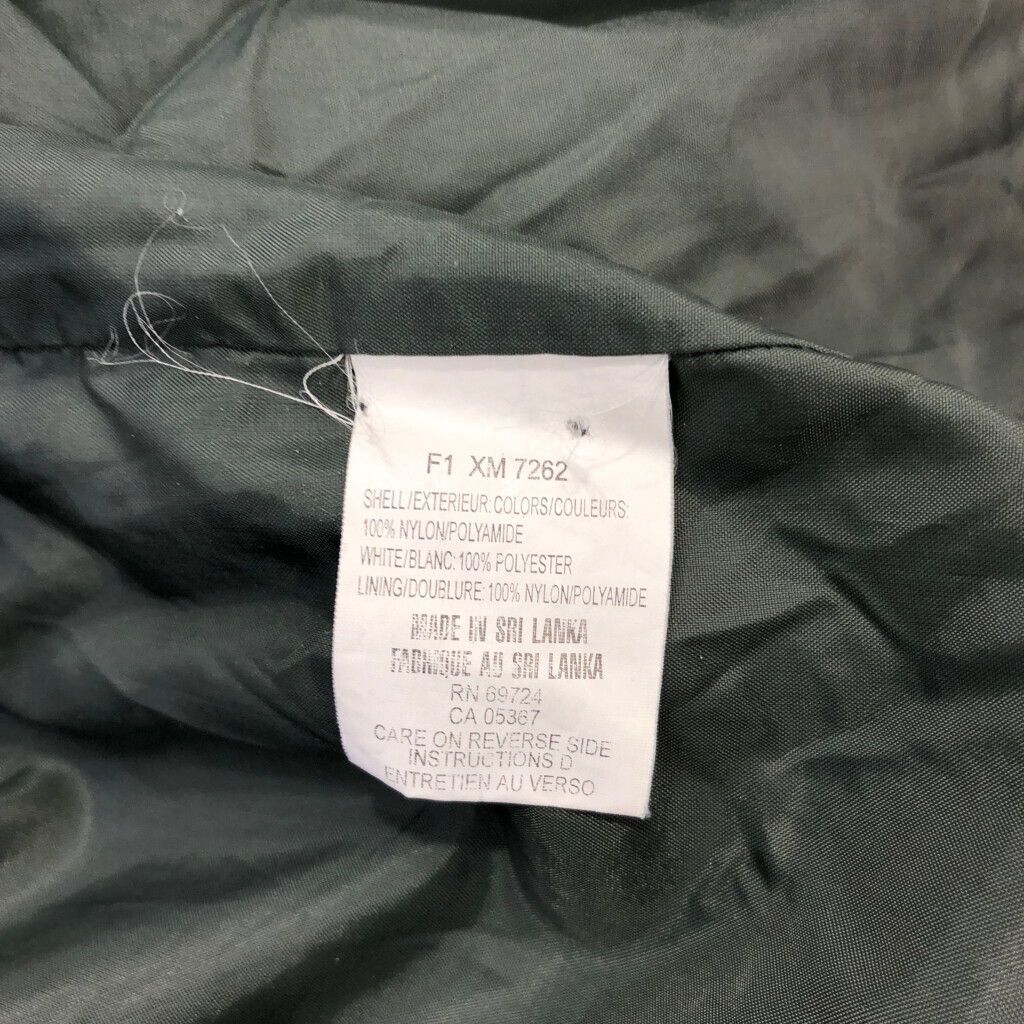 F1 XM 7262
SHELL/EXTERIEUR:COLORS/COULEURS:
100% NYLON/POLYAMIDE
WHITE/BLANC:100% POLYESTER
LINING/DOUBLURE:100% NYLON/POLYAMIDE
MADE IN SRI LANKA
FABRIQUE AU SRI LANKA
RN 69724
CA 05367
CARE ON REVERSE SIDE
INSTRUCTIONS D
ENTRETIEN AU VERSO